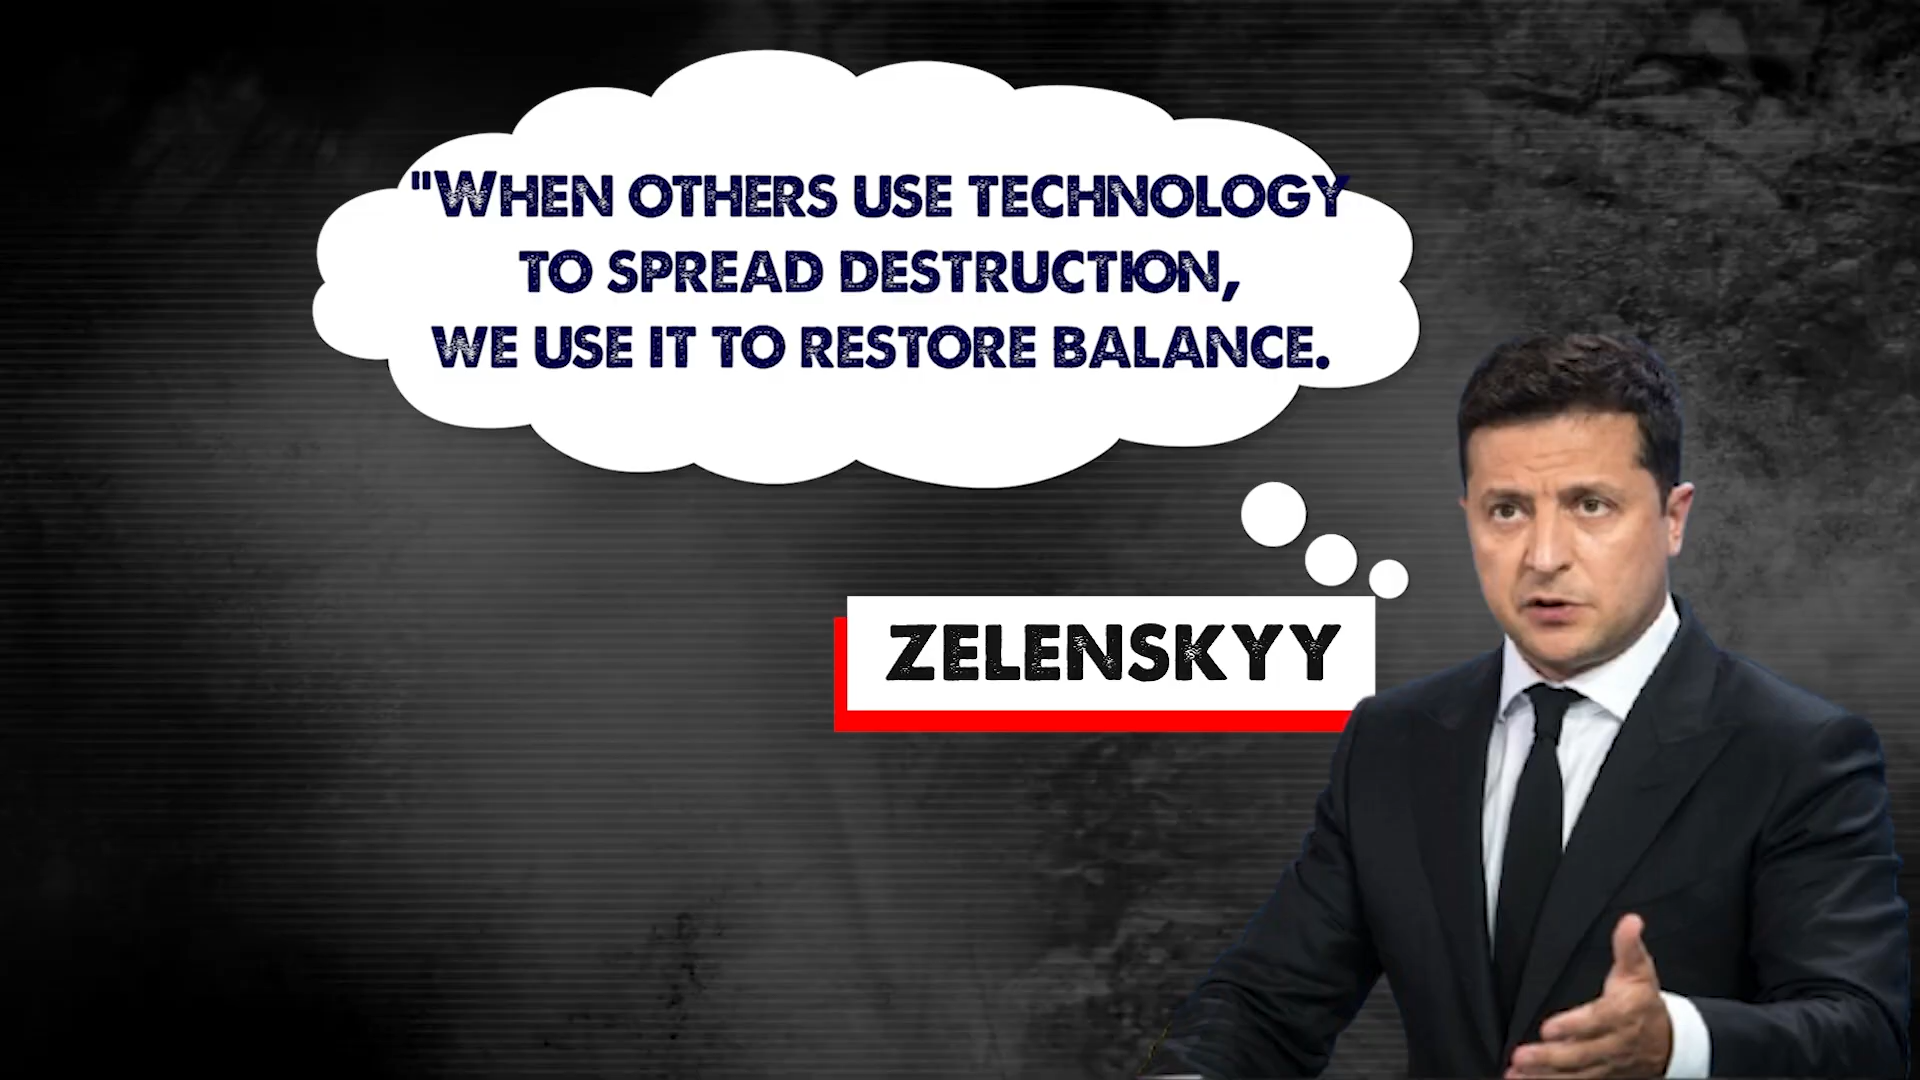 "WHEN OTHERS USE TECHNOLOGY
TO SPREAD DESTRUCTION,
WE USE IT TO RESTORE BALANCE.
ZELENSKYY